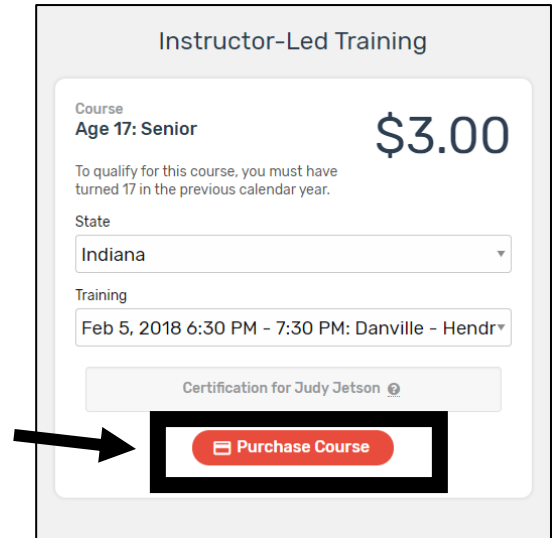 Instructor-Led Training
Course
Age 17: Senior
$3.00
To qualify for this course, you must have
turned 17 in the previous calendar year.
State
Indiana
Training
Feb 5, 2018 6:30 PM - 7:30 PM: Danville - Hendr
Certification for Judy Jetson ?
Purchase Course